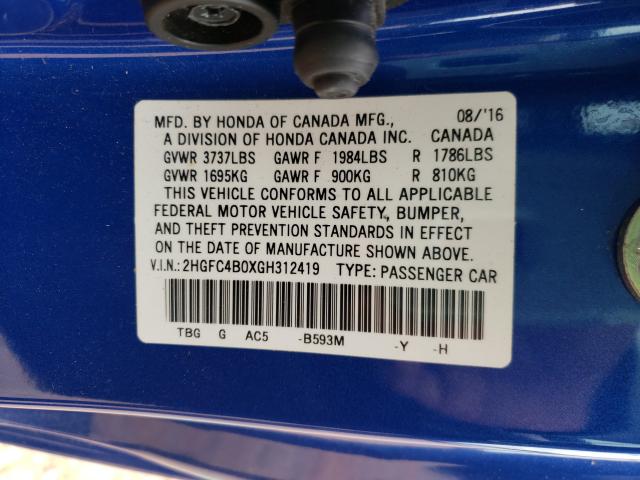 MFD. BY HONDA OF CANADA MFG., 08/'16
A DIVISION OF HONDA CANADA INC. CANADA
GVWR 3737LBS GAWR F 1984LBS R 1786LBS
GVWR 1695KG GAWR F 900KG R 810KG
THIS VEHICLE CONFORMS TO ALL APPLICABLE
FEDERAL MOTOR VEHICLE SAFETY, BUMPER,
AND THEFT PREVENTION STANDARDS IN EFFECT
ON THE DATE OF MANUFACTURE SHOWN ABOVE.
V.I.N.:2HGFC4B0XGH312419 TYPE: PASSENGER CAR
TBG G AC5 -B593M -Y -H